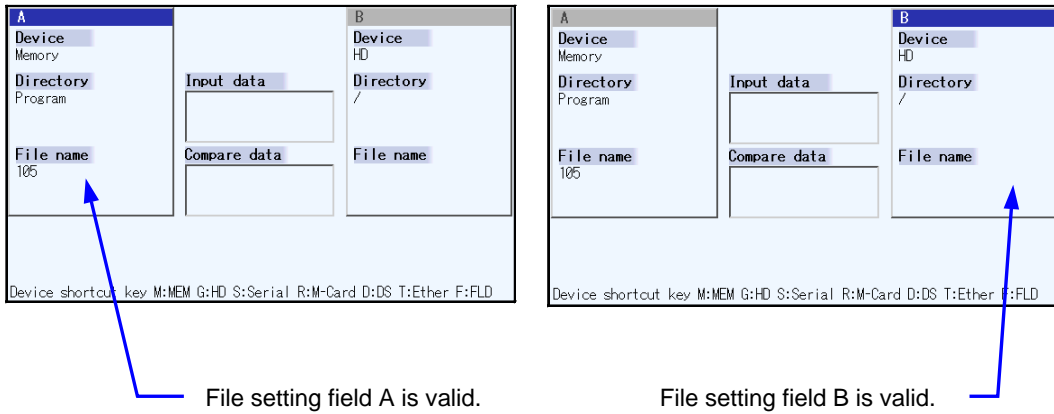 A
B
Device
Device
Memory
HD
Directory
Input data
Directory
Program
/
File name
Compare data
File name
105
Device shortcut key M:MEM G:HD S:Serial R:M-Card D:DS T:Ether F:FLD
File setting field A is valid.
A
B
Device
Device
Memory
HD
Directory
Input data
Directory
Program
/
File name
Compare data
File name
105
Device shortcut key M:MEM G:HD S:Serial R:M-Card D:DS T:Ether F:FLD
File setting field B is valid.